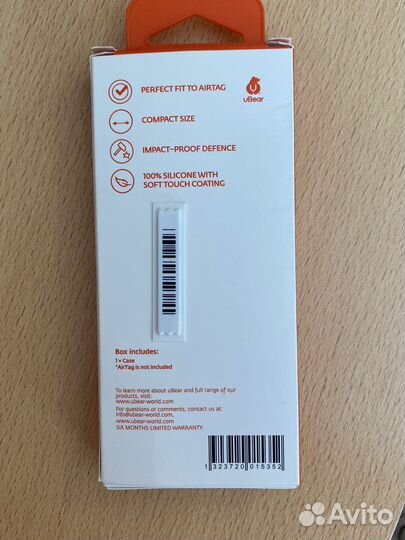 PERFECT FIT TO AIRTAG
uBear
COMPACT SIZE
IMPACT-PROOF DEFENCE
100% SILICONE WITH
SOFT TOUCH COATING
Box includes:
1 × Case
*AirTag is not included
To learn more about uBear and full range of our
products, visit:
www.ubear-world.com
For questions or comments, contact us at
info@ubear-world.com
www.ubear-world.com
SIX MONTHS LIMITED WARRANTY.
1 323720 015352
Avito